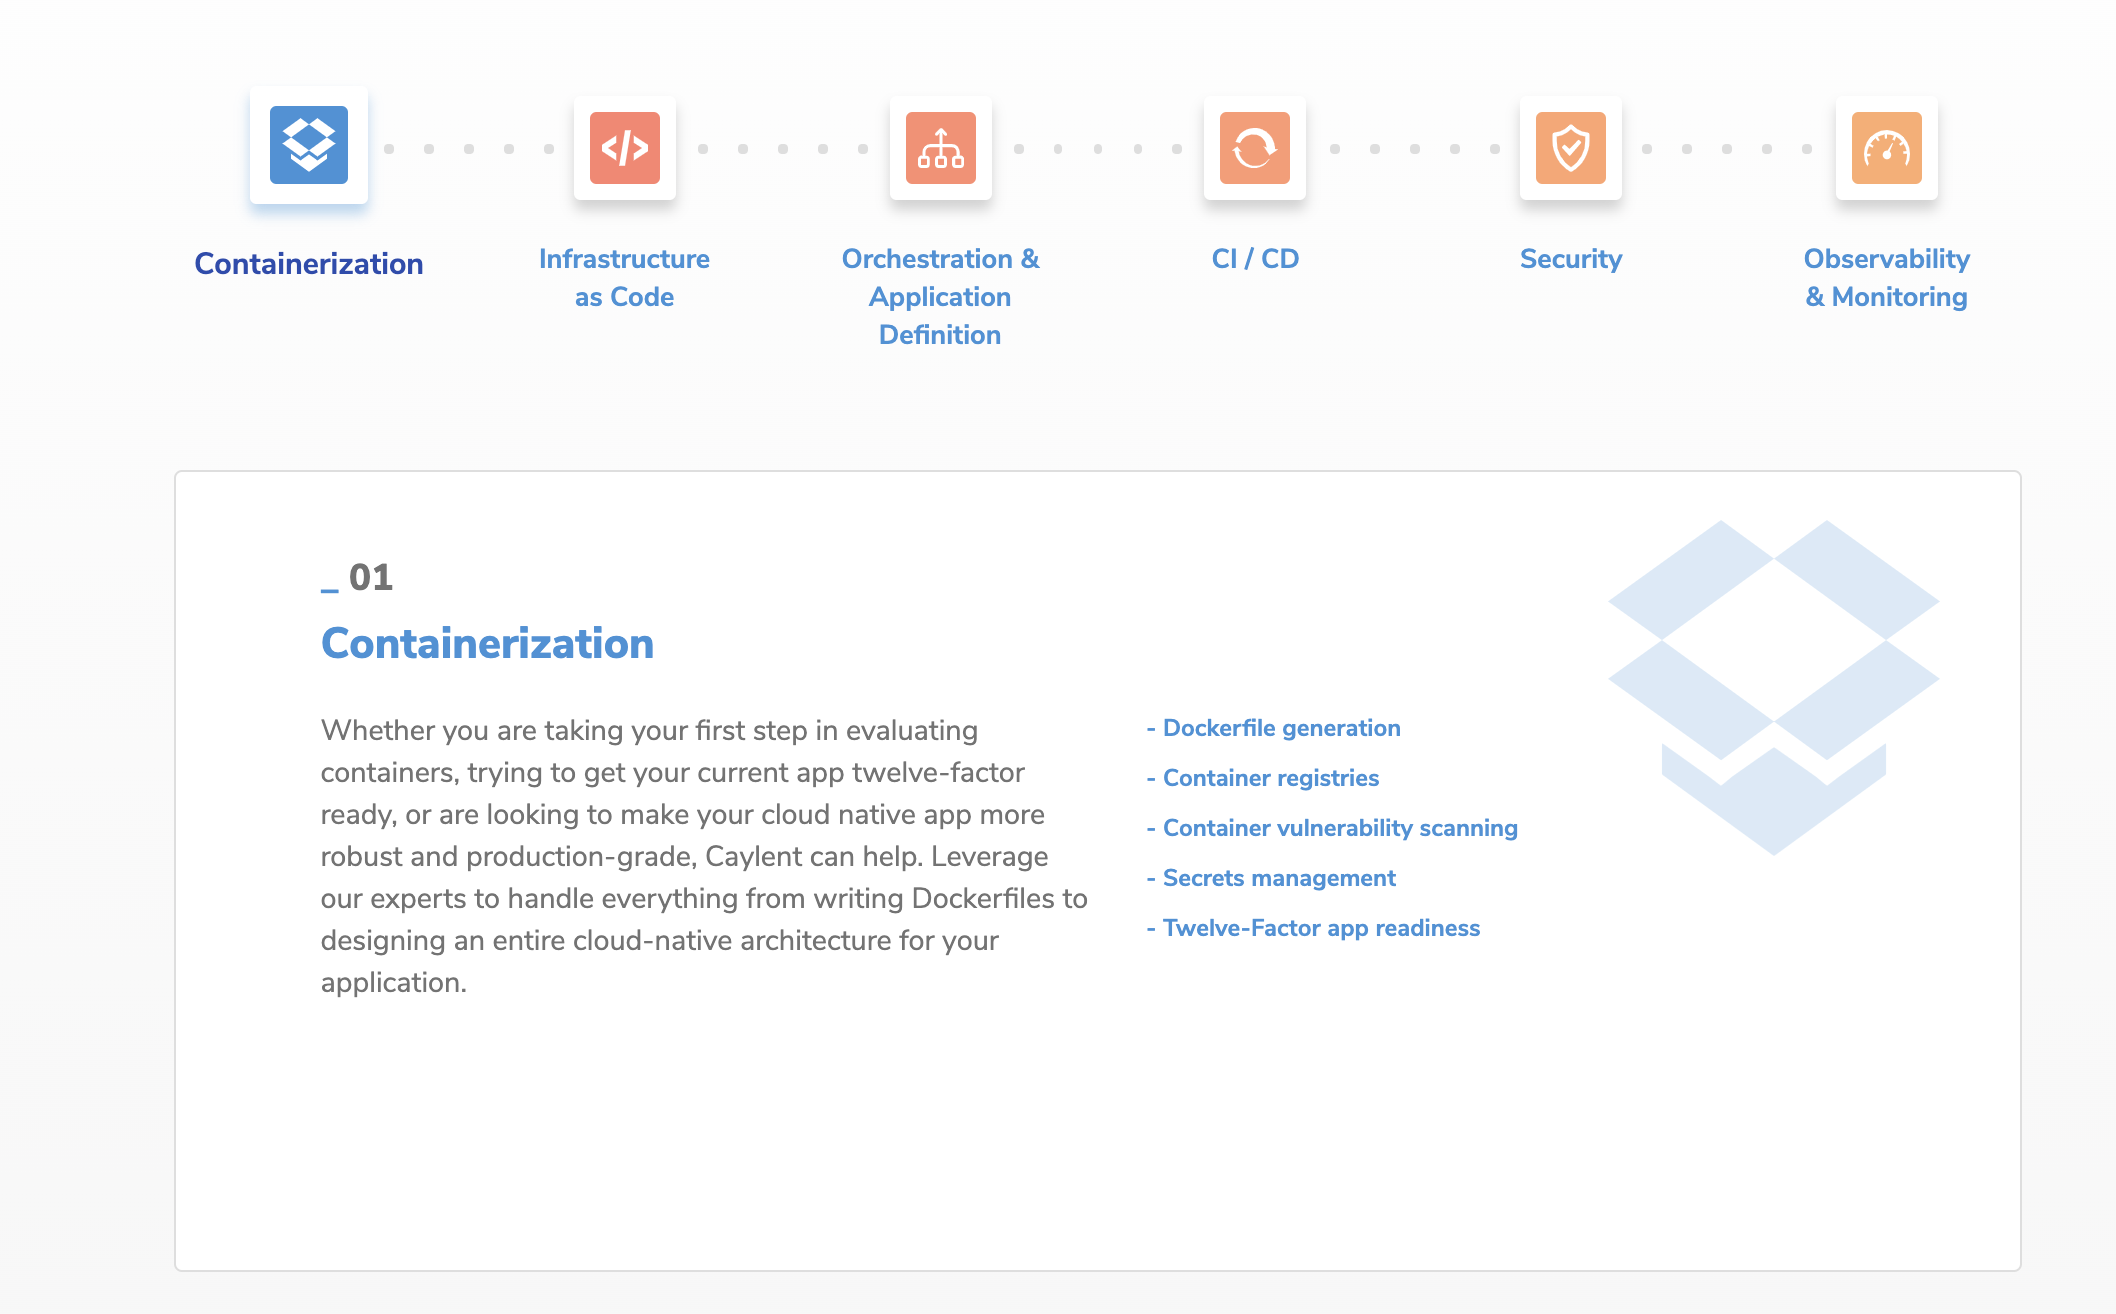 Containerization
Infrastructure
as Code
Orchestration &
Application
Definition
CI / CD
Security
Observability
& Monitoring
_ 01
Containerization
Whether you are taking your first step in evaluating
containers, trying to get your current app twelve-factor
ready, or are looking to make your cloud native app more
robust and production-grade, Caylent can help. Leverage
our experts to handle everything from writing Dockerfiles to
designing an entire cloud-native architecture for your
application.
- Dockerfile generation
- Container registries
- Container vulnerability scanning
- Secrets management
- Twelve-Factor app readiness